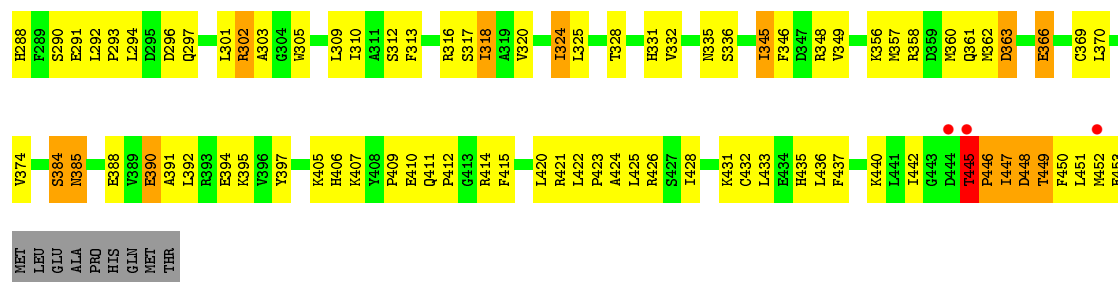 H288 F289 S290 E291 L292 P293 L294 D295 D296 Q297 L301 R302 A303 G304 W305 L309 I310 A311 S312 F313 R316 S317 I318 A319 V320 I324 L325 T328 H331 V332 N335 S336 I345 F346 D347 R348 V349 K356 M357 R358 D359 M360 Q361 M362 D363 E366 C369 L370
V374 S384 N385 E388 V389 E390 A391 L392 R393 E394 K395 V396 Y397 K405 H406 K407 Y408 P409 E410 Q411 P412 G413 R414 F415 L420 R421 L422 P423 A424 L425 R426 S427 I428 K431 C432 L433 E434 H435 L436 F437 K440 L441 I442 G443 D444 T445 P446 I447 D448 T449 F450 L451 M452
MET LEU GLU ALA PRO HIS GLN MET THR